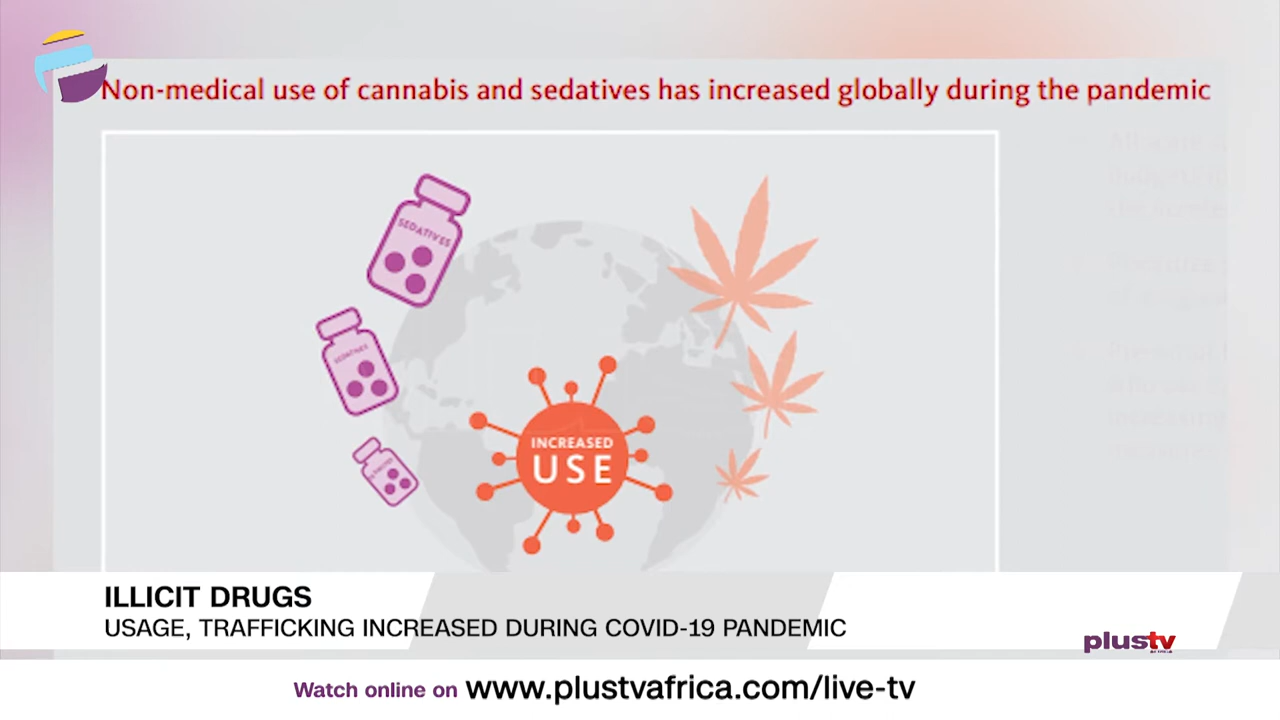 Non-medical use of cannabis and sedatives has increased globally during the pandemic
SEDATIVES
SEDATIVES
INCREASED
USE
ILLICIT DRUGS
USAGE, TRAFFICKING INCREASED DURING COVID-19 PANDEMIC
plustv
Watch online on www.plustvafrica.com/live-tv